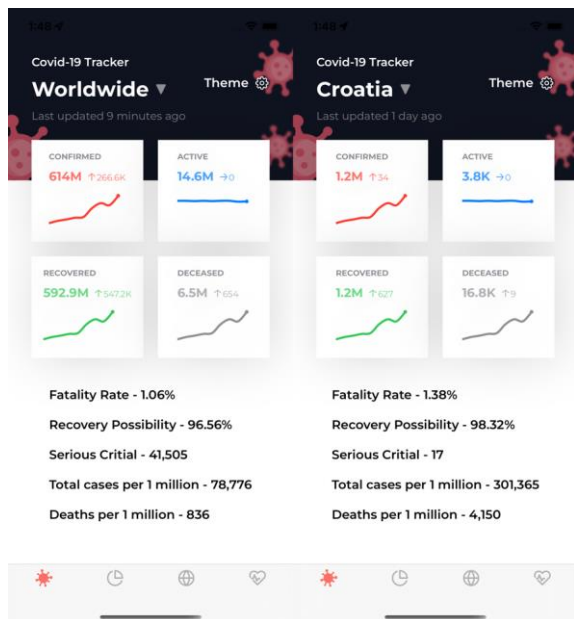 1:48
Covid-19 Tracker
Worldwide ▼
Theme
Last updated 9 minutes ago
CONFIRMED
614M ↑266.6K
ACTIVE
14.6M →0
RECOVERED
592.9M ↑547.2K
DECEASED
6.5M ↑654
Fatality Rate - 1.06%
Recovery Possibility - 96.56%
Serious Critial - 41,505
Total cases per 1 million - 78,776
Deaths per 1 million - 836
1:48
Covid-19 Tracker
Croatia ▼
Theme
Last updated 1 day ago
CONFIRMED
1.2M ↑34
ACTIVE
3.8K →0
RECOVERED
1.2M ↑627
DECEASED
16.8K ↑9
Fatality Rate - 1.38%
Recovery Possibility - 98.32%
Serious Critial - 17
Total cases per 1 million - 301,365
Deaths per 1 million - 4,150